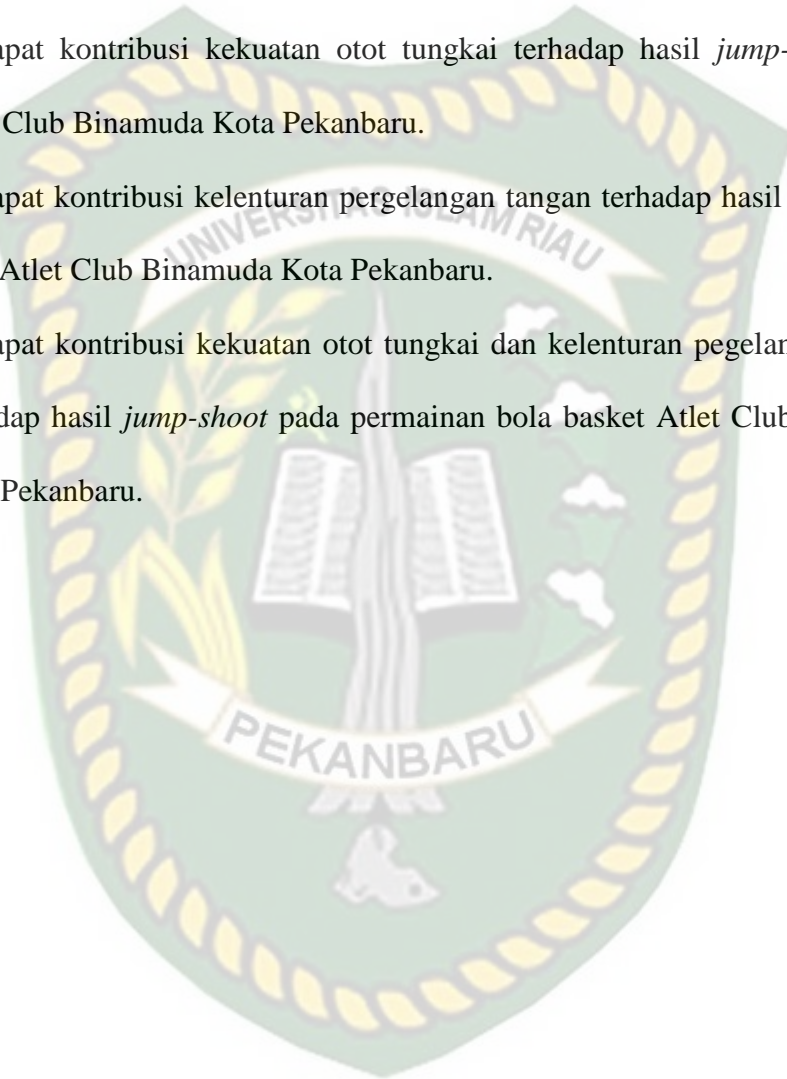 apat kontribusi kekuatan otot tungkai terhadap hasil jump-
Club Binamuda Kota Pekanbaru.
apat kontribusi kelenturan pergelangan tangan terhadap hasil
UNIVERSITAS ISLAM RIAU
Atlet Club Binamuda Kota Pekanbaru.
apat kontribusi kekuatan otot tungkai dan kelenturan pegelan
dap hasil jump-shoot pada permainan bola basket Atlet Club
Pekanbaru.
PEKANBARU